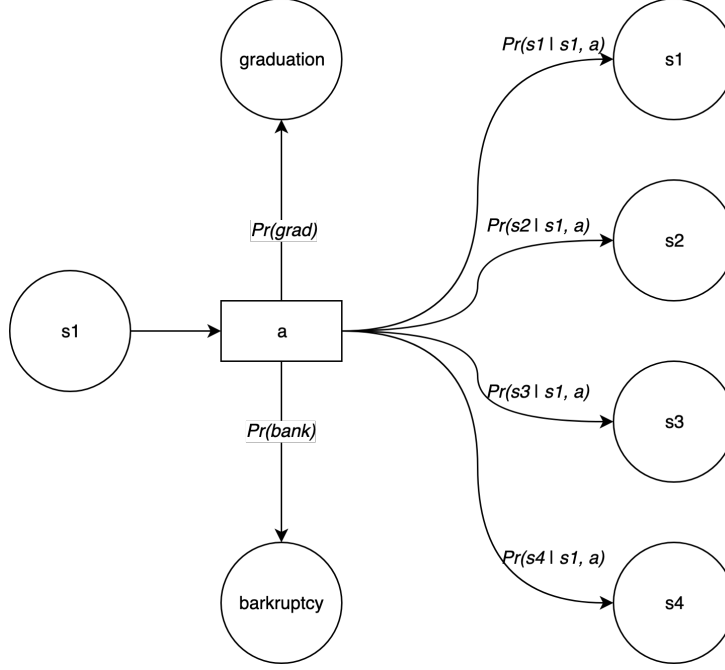 graduation
Pr(s1 | s1, a)
s1
Pr(grad)
Pr(s2 | s1, a)
s2
s1
a
Pr(s3 | s1, a)
s3
Pr(bank)
Pr(s4 | s1, a)
barkruptcy
s4